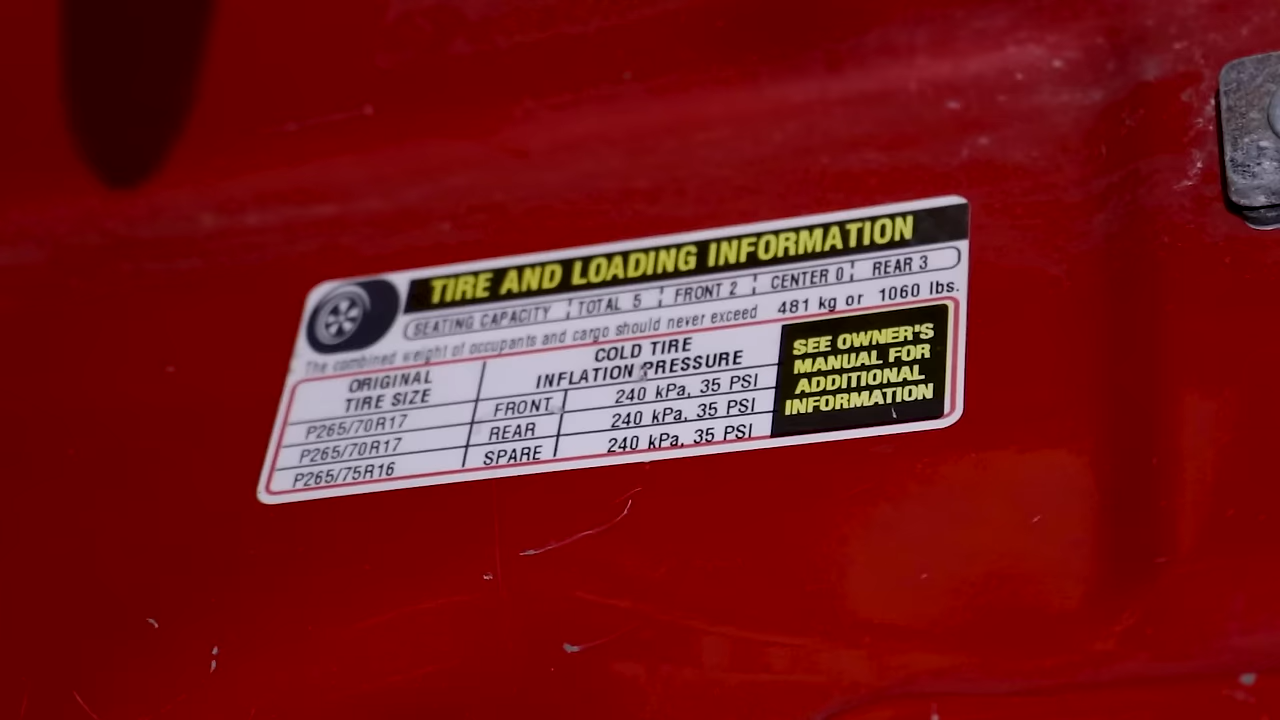 TIRE AND LOADING INFORMATION
SEATING CAPACITY TOTAL 5 FRONT 2 CENTER 0 REAR 3
The combined weight of occupants and cargo should never exceed 481 kg or 1060 lbs.
ORIGINAL TIRE SIZE
COLD TIRE INFLATION PRESSURE
P265/70R17 FRONT 240 kPa, 35 PSI
P265/70R17 REAR 240 kPa, 35 PSI
P265/75R16 SPARE 240 kPa, 35 PSI
SEE OWNER'S
MANUAL FOR
ADDITIONAL
INFORMATION